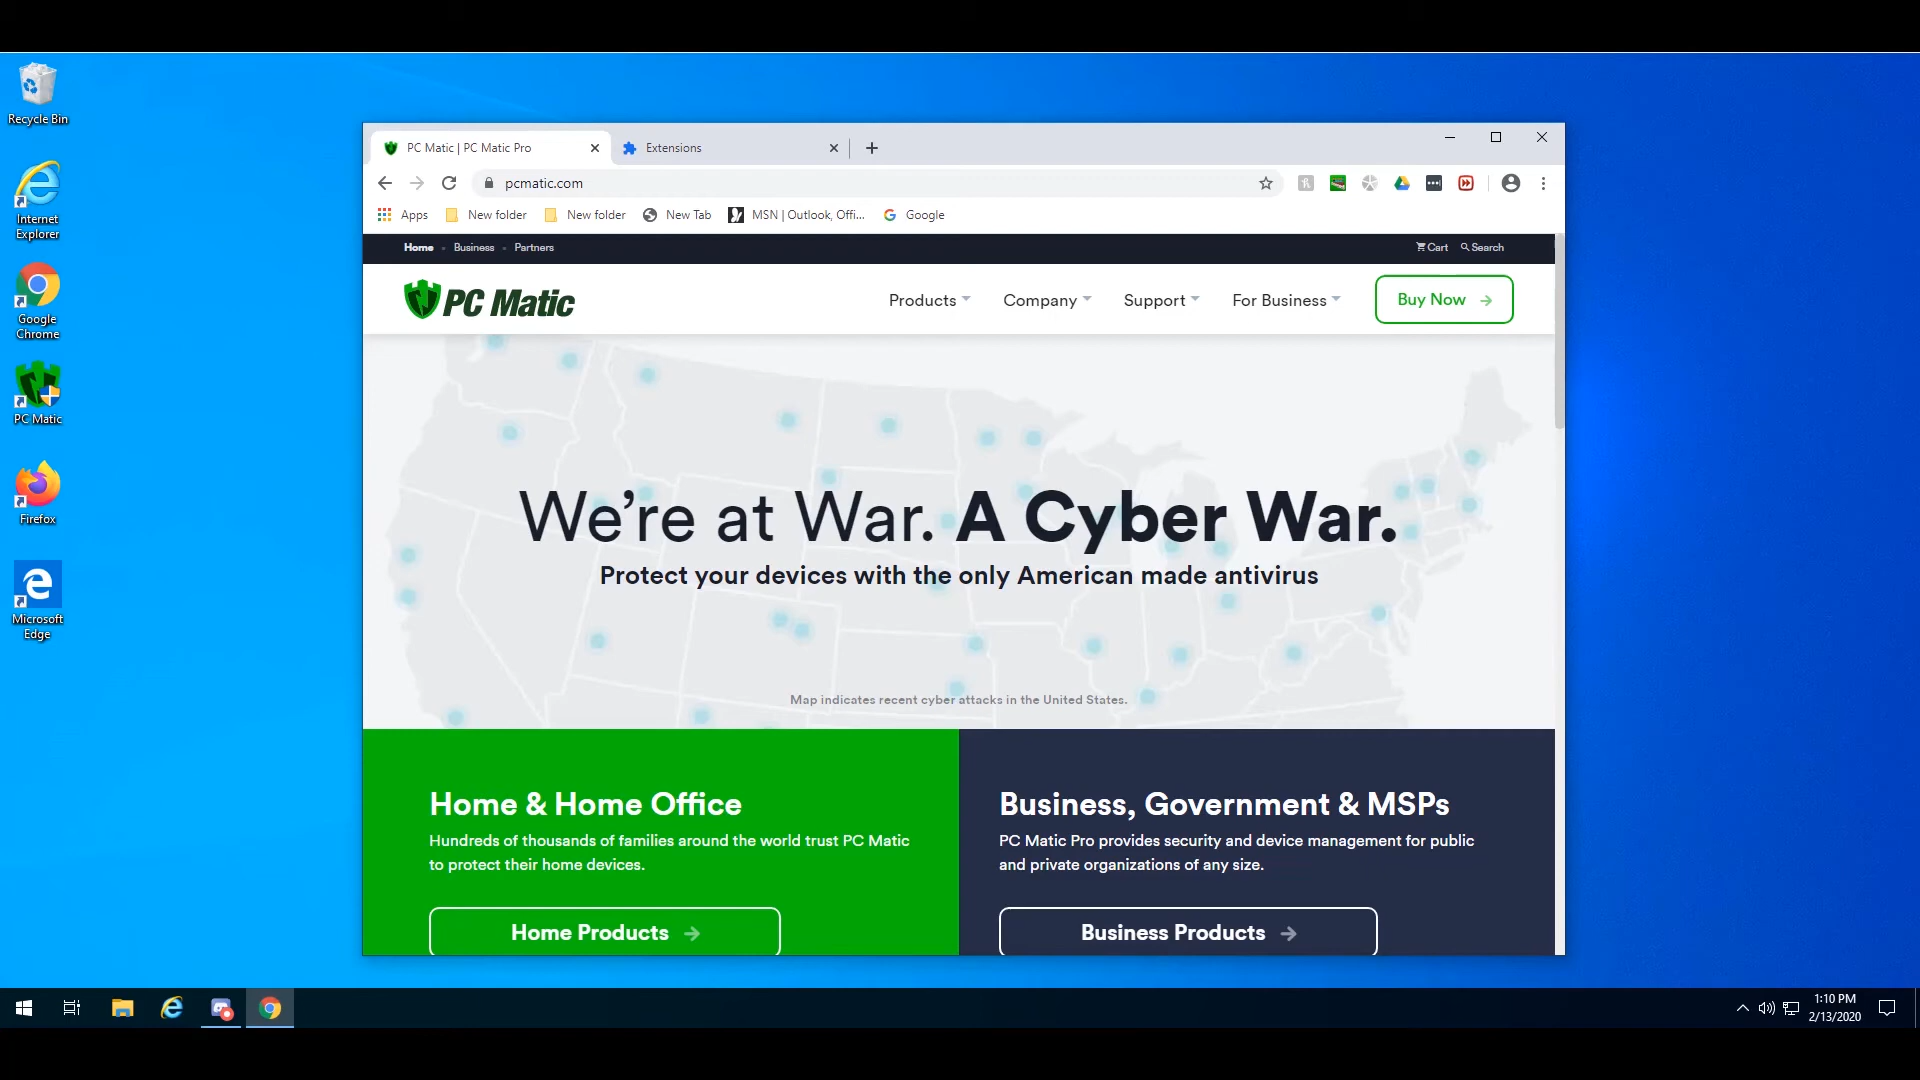 Recycle Bin
Internet
Explorer
Google
Chrome
PC Matic
Firefox
Microsoft
Edge
PC Matic | PC Matic Pro
Extensions
pcmatic.com
Apps
New folder
New folder
New Tab
MSN | Outlook, Offi...
Google
Home
Business
Partners
Cart
Search
PC Matic
Products
Company
Support
For Business
Buy Now
We're at War. A Cyber War.
Protect your devices with the only American made antivirus
Map indicates recent cyber attacks in the United States.
Home & Home Office
Hundreds of thousands of families around the world trust PC Matic
to protect their home devices.
Home Products
Business, Government & MSPs
PC Matic Pro provides security and device management for public
and private organizations of any size.
Business Products
1:10 PM
2/13/2020